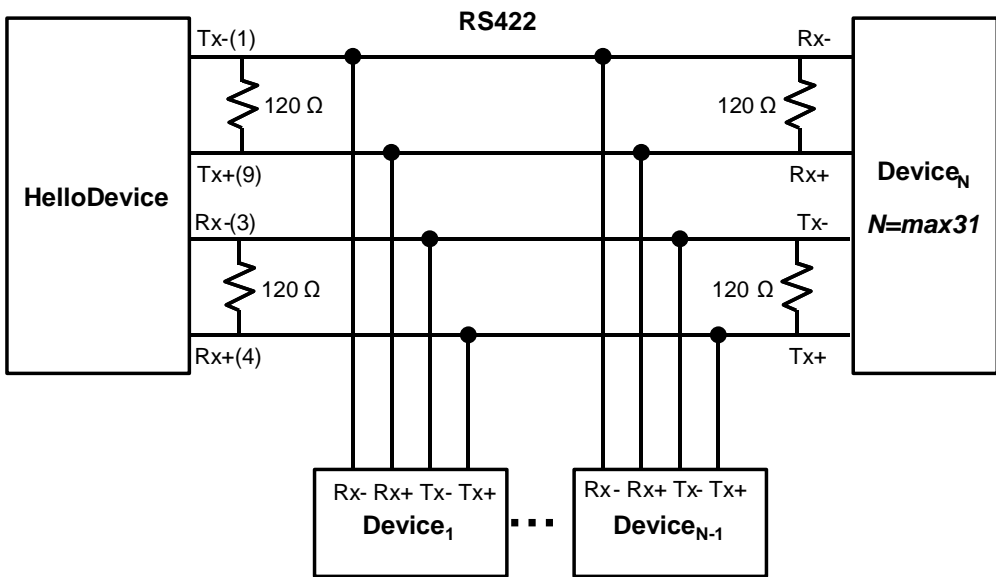 RS422
Tx-(1)
Rx-
120 Ω
120 Ω
Tx+(9)
Rx+
HelloDevice
DeviceN
N=max31
Rx-(3)
Tx-
120 Ω
120 Ω
Rx+(4)
Tx+
Rx- Rx+ Tx- Tx+
Device1
...
Rx- Rx+ Tx- Tx+
DeviceN-1